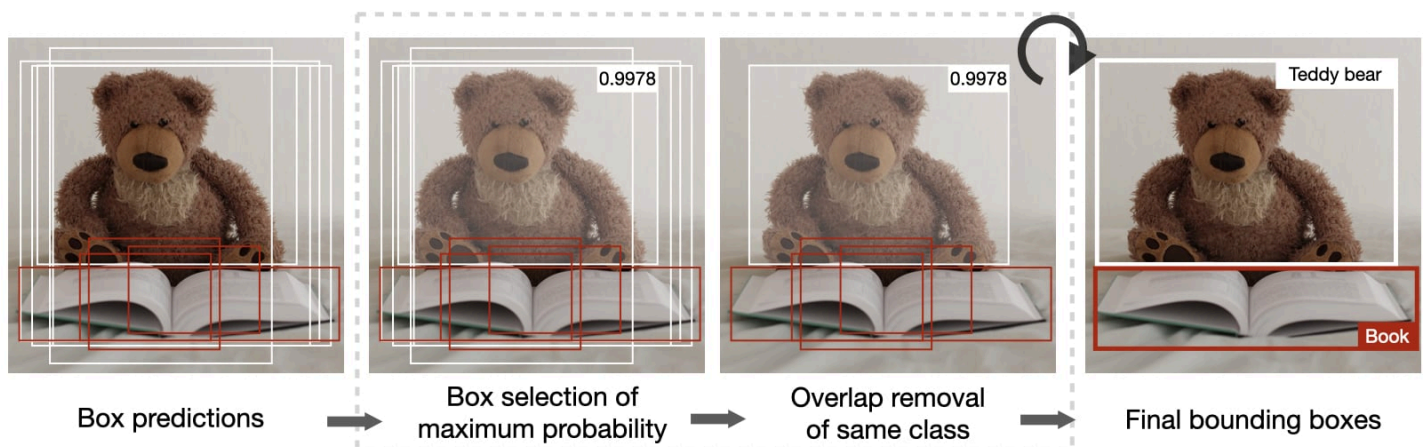 0.9978
0.9978
Teddy bear
Book
Box predictions
Box selection of
maximum probability
Overlap removal
of same class
Final bounding boxes